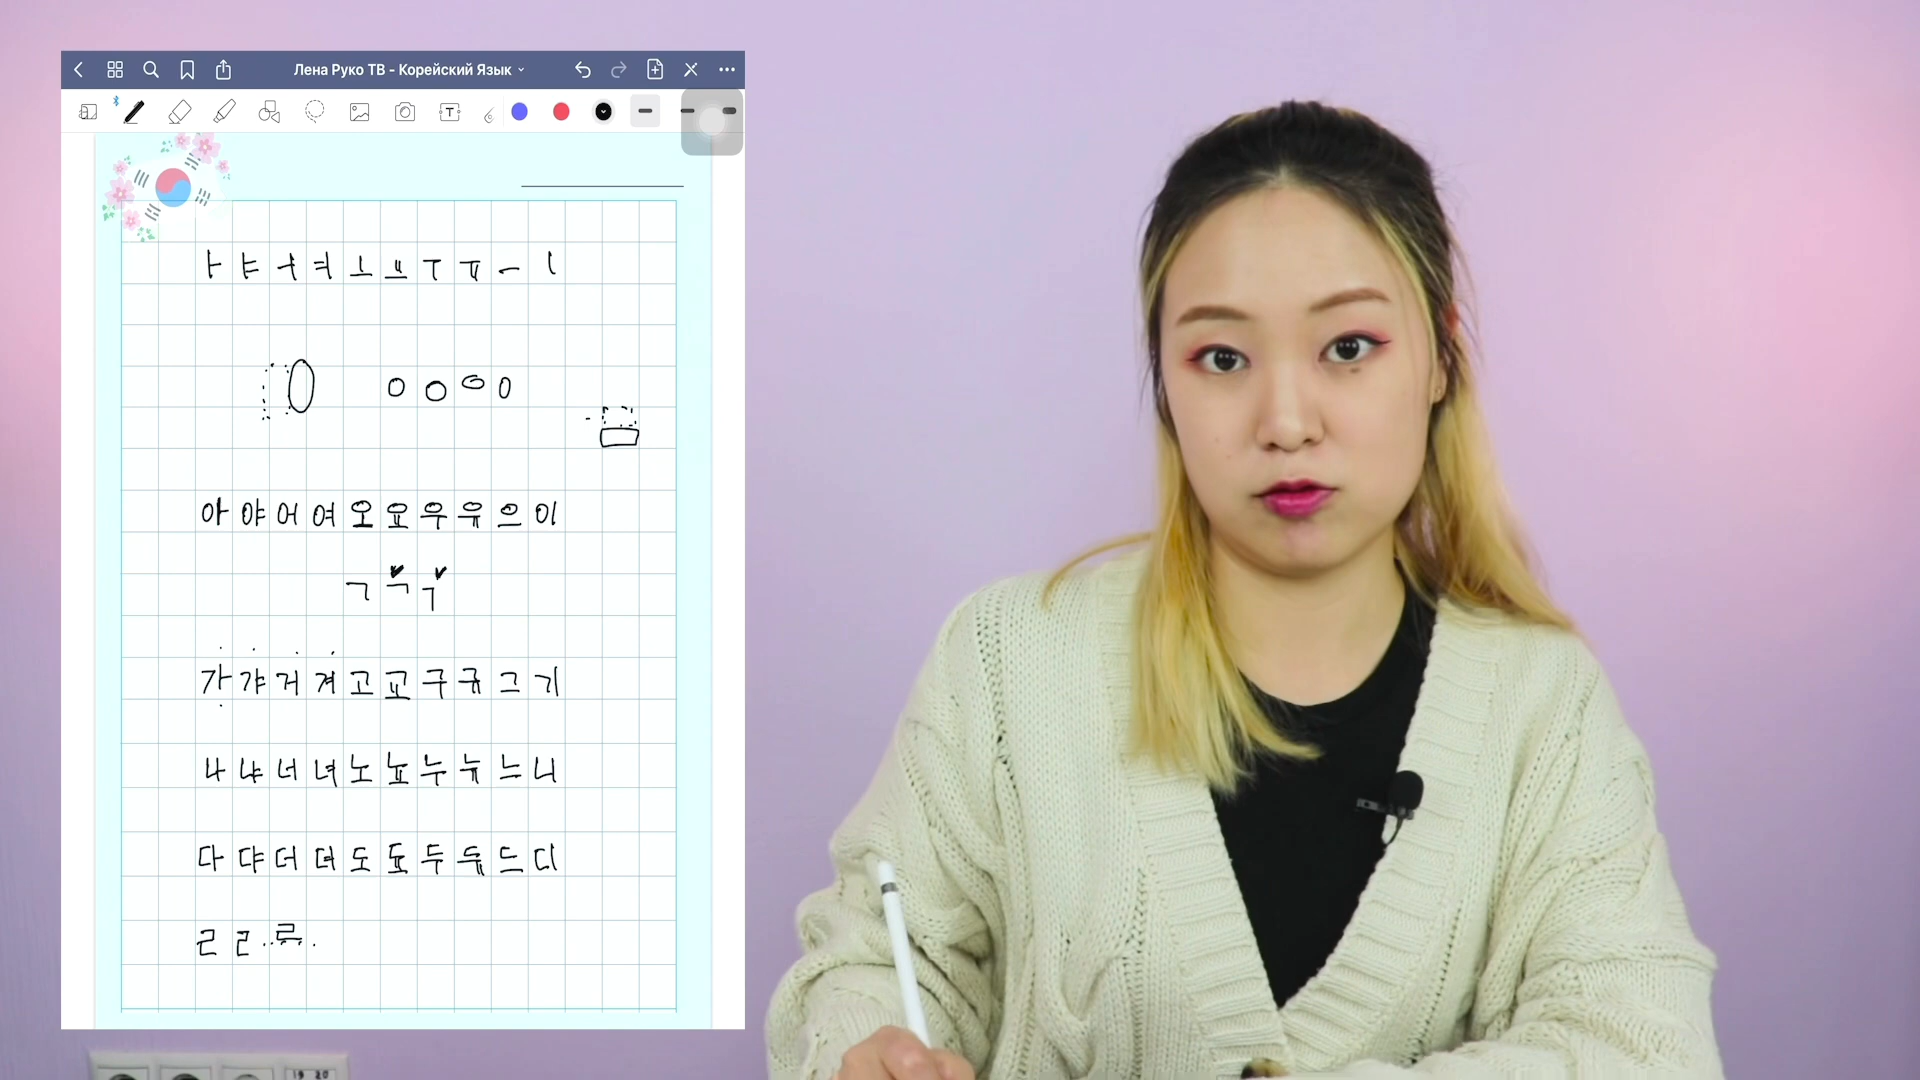 Лена Руко ТВ - Корейский Язык
ㅏ ㅑ ㅓ ㅕ ㅗ ㅛ ㅜ ㅠ ㅡ ㅣ
ㅇ ㅇ ㅇ ㅇ ㅇ
아 야 어 여 오 요 우 유 으 이
ㄱ ㄱ ㄱ
가 갸 거 겨 고 교 구 규 그 기
나 냐 너 녀 노 뇨 누 뉴 느 니
다 댜 더 뎌 도 됴 두 듀 드 디
ㄹ ㄹ ㄹ
19 20